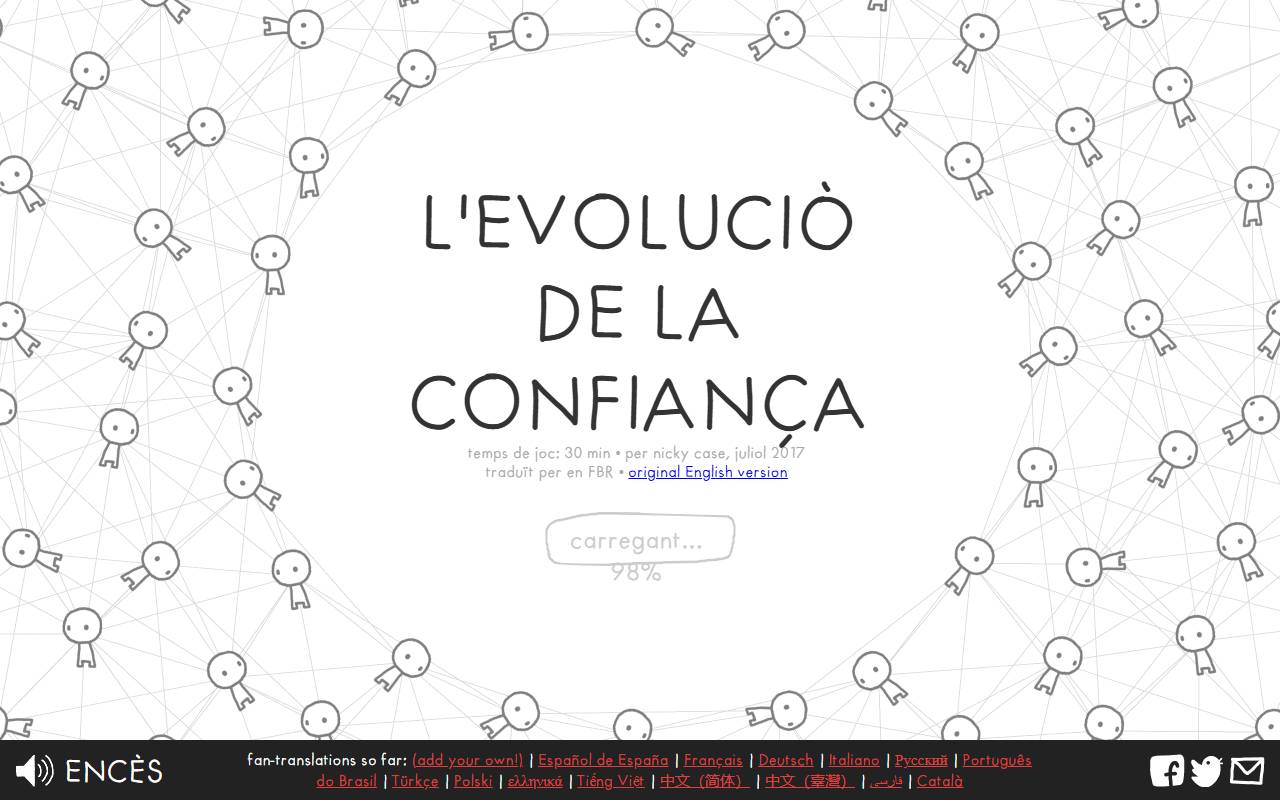 L'EVOLUCIÒ
DE LA
CONFIANÇA
temps de joc: 30 min • per nicky case, juliol 2017
traduït per en FBR • original English version
carregant...
98%
ENCÈS
fan-translations so far: (add your own!) | Español de España | Français | Deutsch | Italiano | Русский | Português
do Brasil | Türkçe | Polski | ελληνικά | Tiếng Việt | 中文（简体） | 中文（臺灣） | فارسی | Català